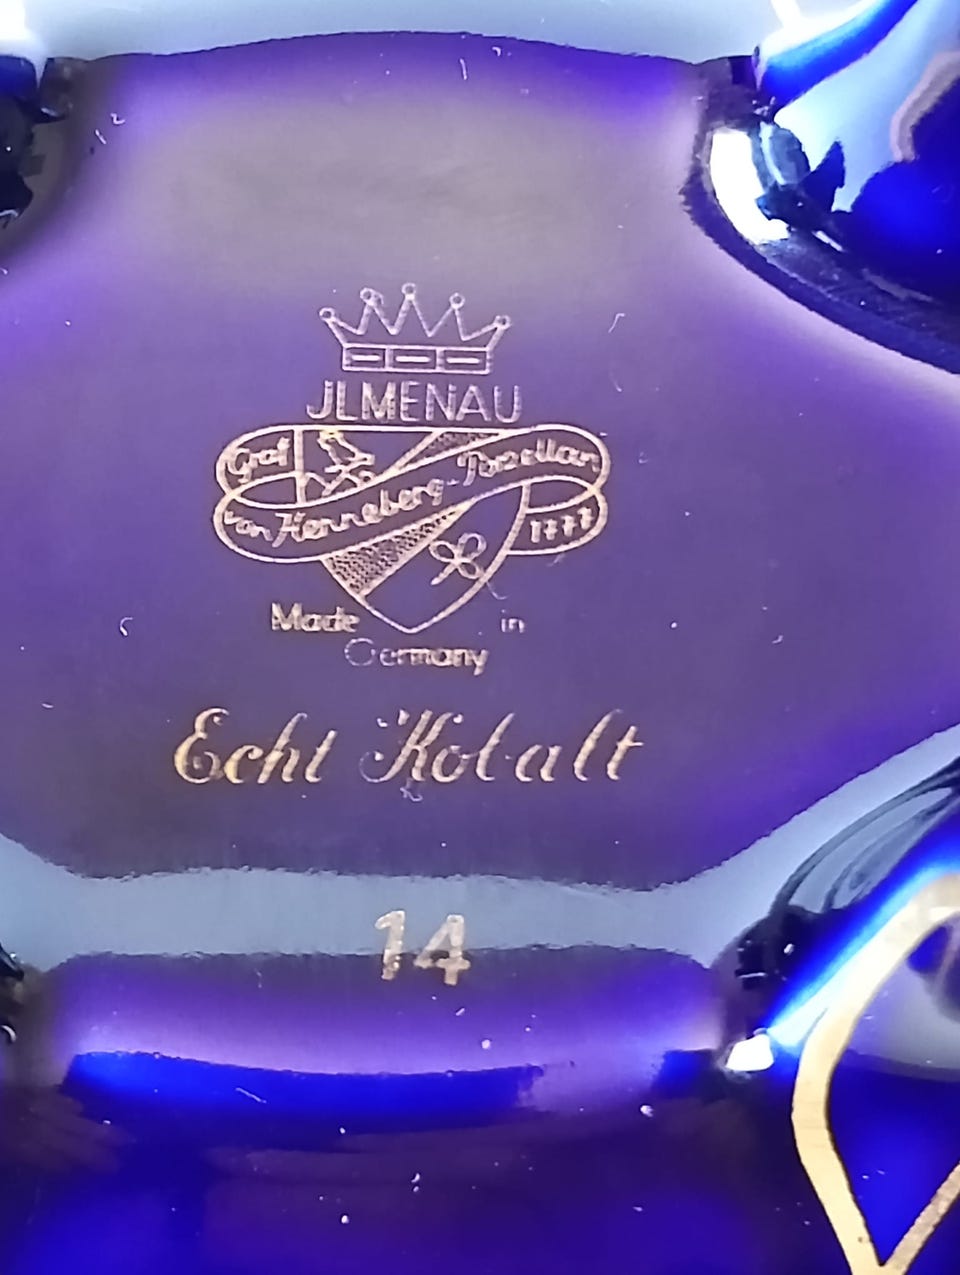 JLMENAU
Graf
von Henneberg-Porzellan
1777
Made in
Germany
Echt Kobalt
14